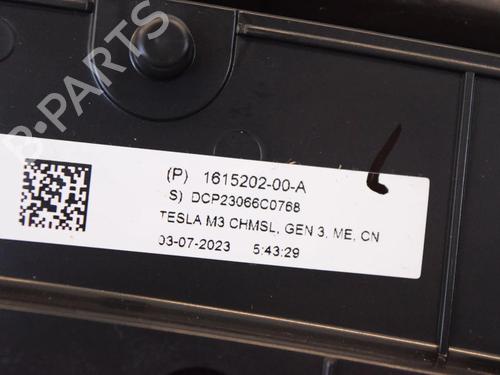 B-PARTS
(P) 1615202-00-A
S) DCP23066C0768
TESLA M3 CHMSL, GEN 3, ME, CN
03-07-2023 5:43:29